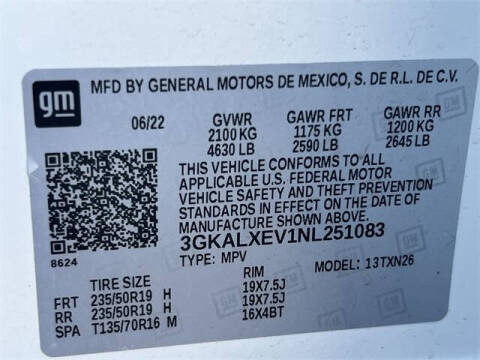 gm
MFD BY GENERAL MOTORS DE MEXICO, S. DE R.L. DE C.V.
06/22 GVWR GAWR FRT GAWR RR
2100 KG 1175 KG 1200 KG
4630 LB 2590 LB 2645 LB
THIS VEHICLE CONFORMS TO ALL
APPLICABLE U.S. FEDERAL MOTOR
VEHICLE SAFETY AND THEFT PREVENTION
STANDARDS IN EFFECT ON THE DATE OF
MANUFACTURE SHOWN ABOVE.
3GKALXEV1NL251083
8624
TYPE: MPV MODEL: 13TXN26
TIRE SIZE RIM
FRT 235/50R19 H 19X7.5J
RR 235/50R19 H 19X7.5J
SPA T135/70R16 M 16X4BT